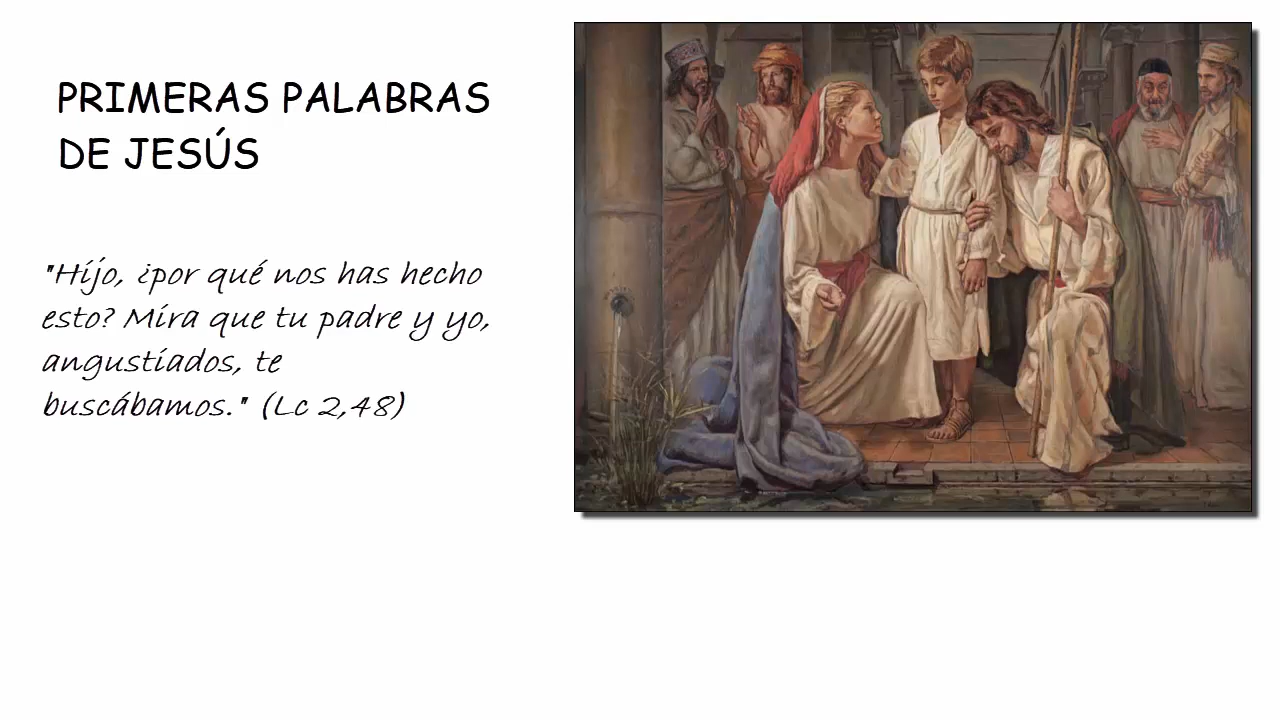 PRIMERAS PALABRAS
DE JESÚS
"Hijo, ¿por qué nos has hecho
esto? Mira que tu padre y yo,
angustiados, te
buscábamos." (Lc 2,48)